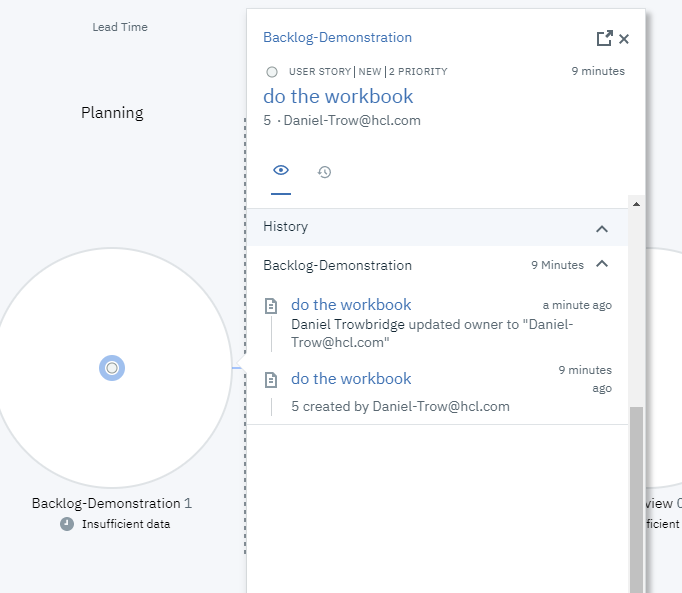 Lead Time
Planning
Backlog-Demonstration 1
Insufficient data
Backlog-Demonstration
USER STORY | NEW | 2 PRIORITY
9 minutes
do the workbook
5 · Daniel-Trow@hcl.com
History
Backlog-Demonstration
9 Minutes
do the workbook
a minute ago
Daniel Trowbridge updated owner to "Daniel-
Trow@hcl.com"
do the workbook
9 minutes
ago
5 created by Daniel-Trow@hcl.com